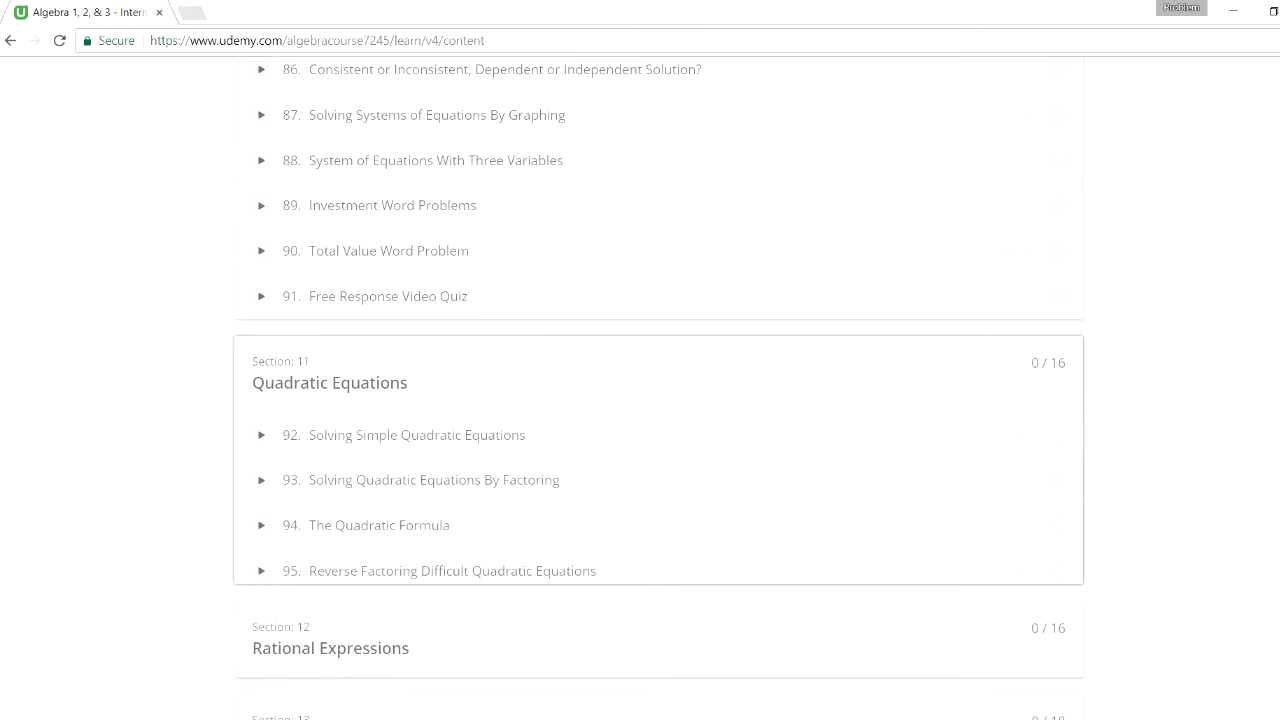 Algebra 1, 2, & 3 - Intern
Problem
Secure
https://www.udemy.com/algebracourse7245/learn/v4/content
86. Consistent or Inconsistent, Dependent or Independent Solution?
87. Solving Systems of Equations By Graphing
88. System of Equations With Three Variables
89. Investment Word Problems
90. Total Value Word Problem
91. Free Response Video Quiz
Section: 11
0 / 16
Quadratic Equations
92. Solving Simple Quadratic Equations
93. Solving Quadratic Equations By Factoring
94. The Quadratic Formula
95. Reverse Factoring Difficult Quadratic Equations
Section: 12
0 / 16
Rational Expressions
Section: 13